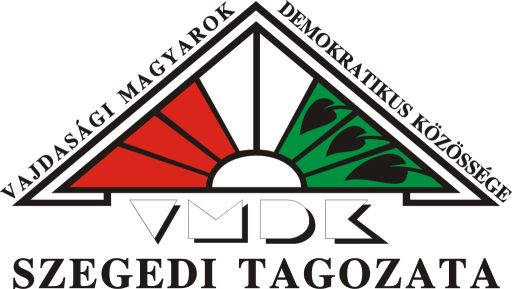 VAJDASÁGI MAGYAROK
DEMOKRATIKUS KÖZÖSSÉGE
VMDK
SZEGEDI TAGOZATA